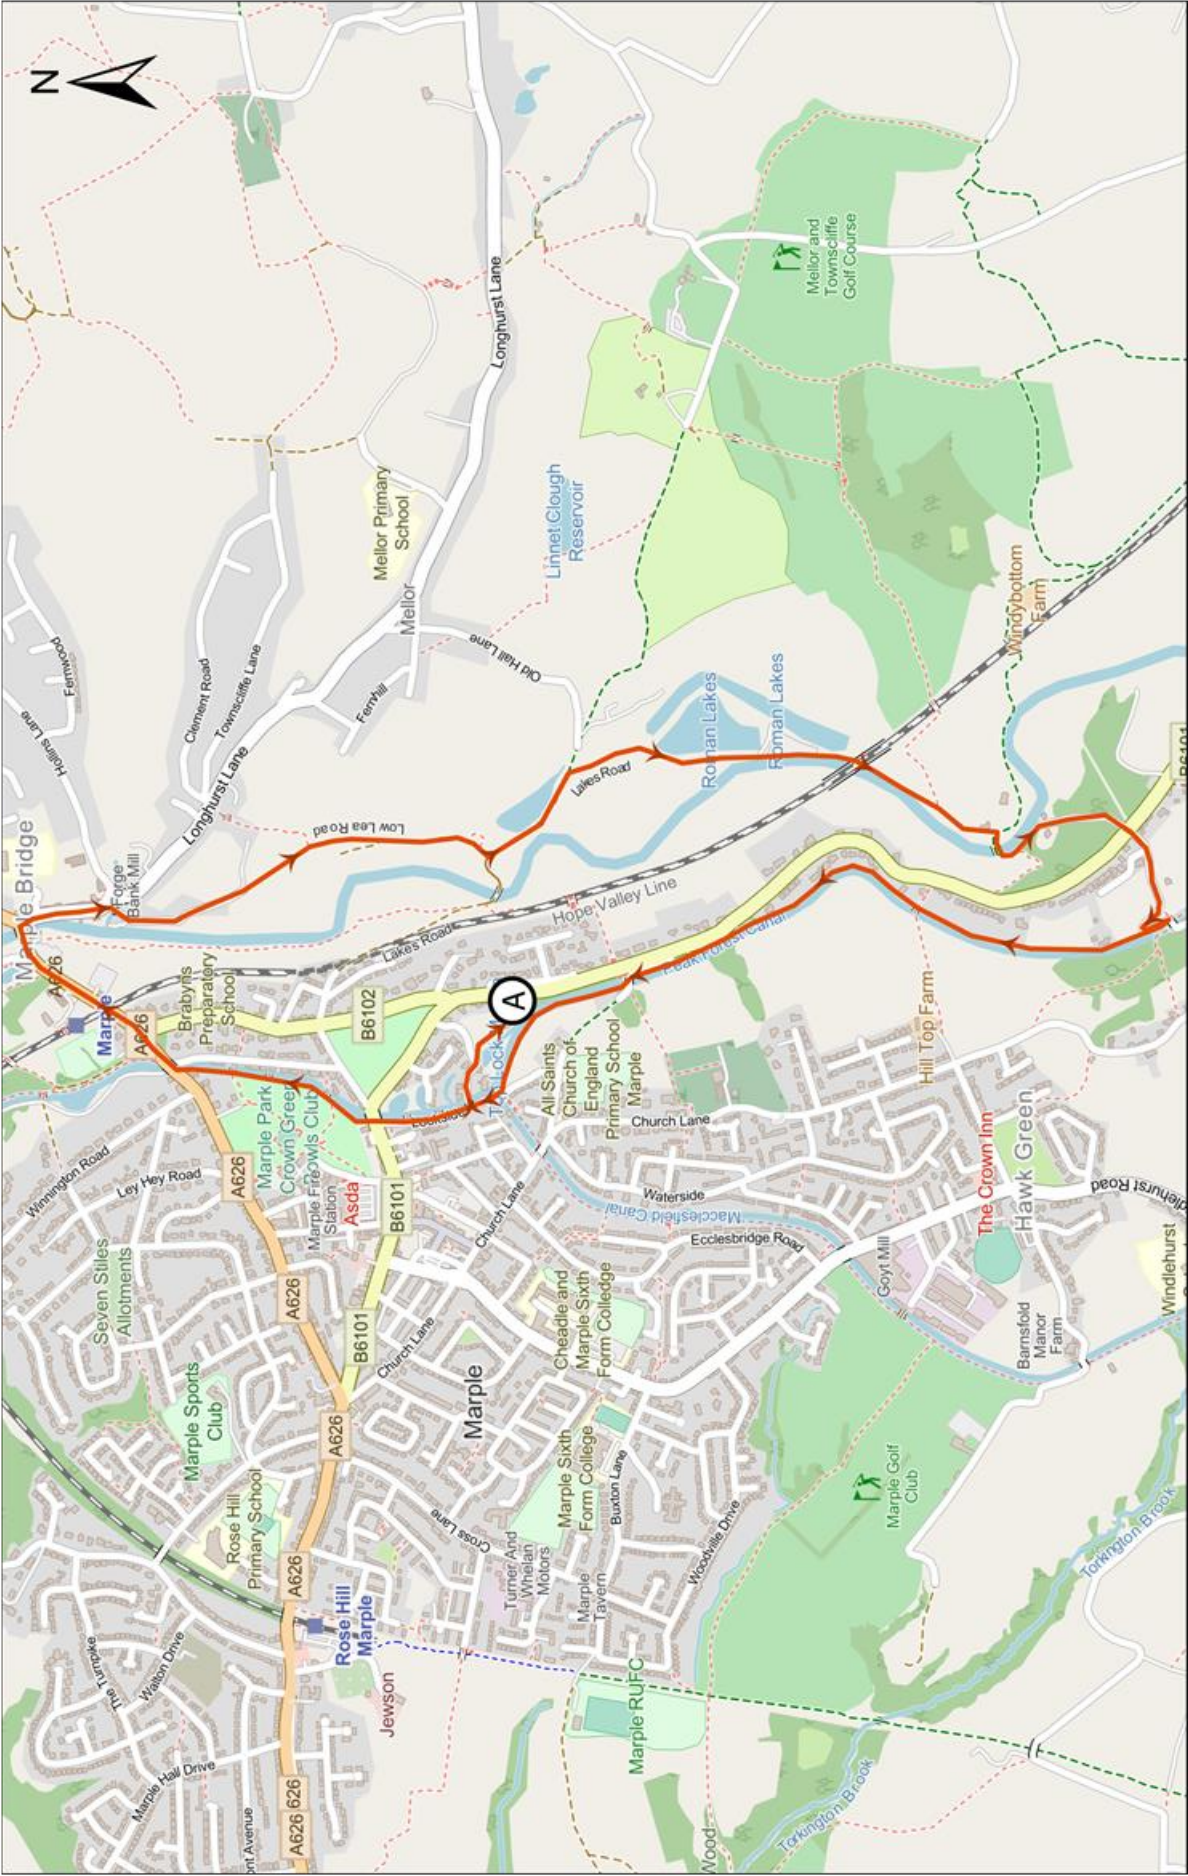 N
Longhurst Lane
Mellor and
Townscliffe
Golf Course
Mellor Primary
School
Linnet Clough
Reservoir
Mellor
Windybottom
Farm
Hollins Lane
Fernwood
Clement Road
Townscliffe Lane
Longhurst Lane
Fernhill
Old Hall Lane
Roman Lakes
Roman Lakes
Lakes Road
Low Lea Road
Marple Bridge
Forge
Bank Mill
B6101
Hope Valley Line
Lakes Road
Peak Forest Canal
A626
Marple
A626
Brabyns
Preparatory
School
B6102
A
Hill Top Farm
All Saints
Church of
England
Primary School
Marple
Marple Park
Crown Green
Bowls Club
Lockside
Church Lane
Winnington Road
Ley Hey Road
A626
Marple Fire
Station
Asda
B6101
Church Lane
Waterside
Macclesfield Canal
Ecclesbridge Road
The Crown Inn
Hawk Green
Goyt Mill
Windlehurst
Seven Stiles
Allotments
A626
B6101
Church Lane
Cheadle and
Marple Sixth
Form Colledge
Barnsfold
Manor
Farm
Marple Sports
Club
Marple
A626
Marple Sixth
Form College
Buxton Lane
Marple Golf
Club
Rose Hill
Primary School
Cross Lane
Turner And
Whelan
Motors
Marple
Tavern
Woodville Drive
Torkington Brook
A626
Rose Hill
Marple
The Turnpike
Walton Drive
Jewson
Marple RUFC
Marple Hall Drive
A626
626
Torkington Brook
Wood